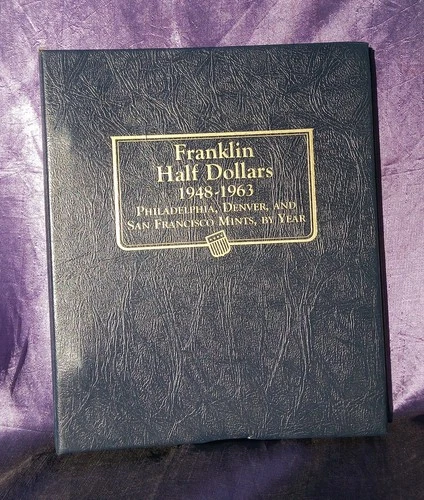 Franklin
Half Dollars
1948-1963
Philadelphia, Denver, and
San Francisco Mints, by Year